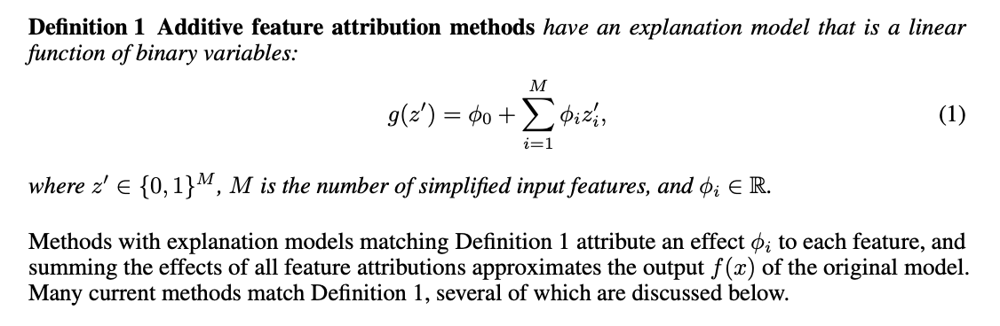 Definition 1 Additive feature attribution methods have an explanation model that is a linear
function of binary variables:
g(z′) = ϕ₀ + ∑_{i=1}^{M} ϕᵢz′ᵢ, (1)
where z′ ∈ {0, 1}^M, M is the number of simplified input features, and ϕᵢ ∈ ℝ.
Methods with explanation models matching Definition 1 attribute an effect ϕᵢ to each feature, and
summing the effects of all feature attributions approximates the output f(x) of the original model.
Many current methods match Definition 1, several of which are discussed below.